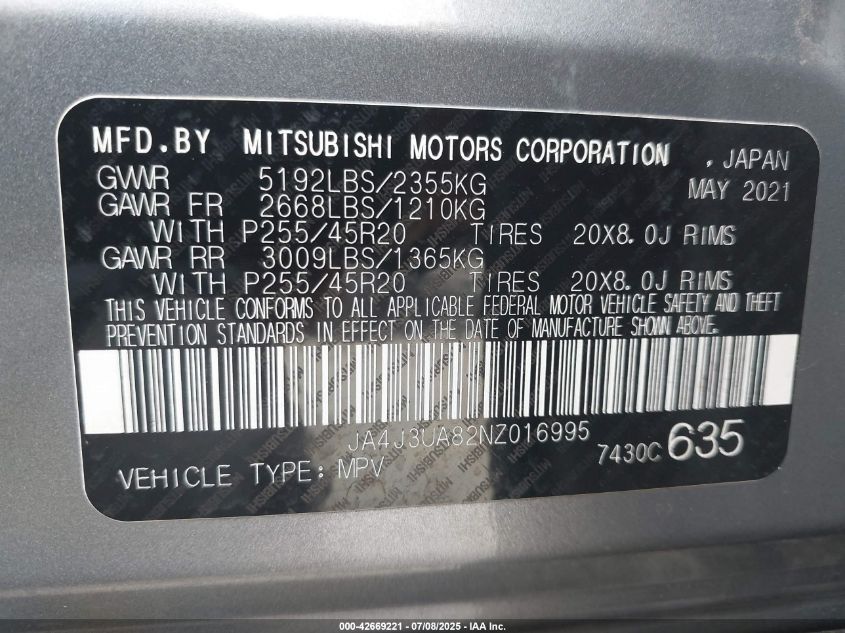 MFD.BY MITSUBISHI MOTORS CORPORATION , JAPAN
GWWR 5192LBS/2355KG MAY 2021
GAWR FR 2668LBS/1210KG
WITH P255/45R20 TIRES 20X8.0J RIMS
GAWR RR 3009LBS/1365KG
WITH P255/45R20 TIRES 20X8.0J RIMS
THIS VEHICLE CONFORMS TO ALL APPLICABLE FEDERAL MOTOR VEHICLE SAFETY AND THEFT
PREVENTION STANDARDS IN EFFECT ON THE DATE OF MANUFACTURE SHOWN ABOVE.
JA4J3UA82NZ016995
7430C 635
VEHICLE TYPE: MPV
000-42669221 - 07/08/2025 - IAA Inc.